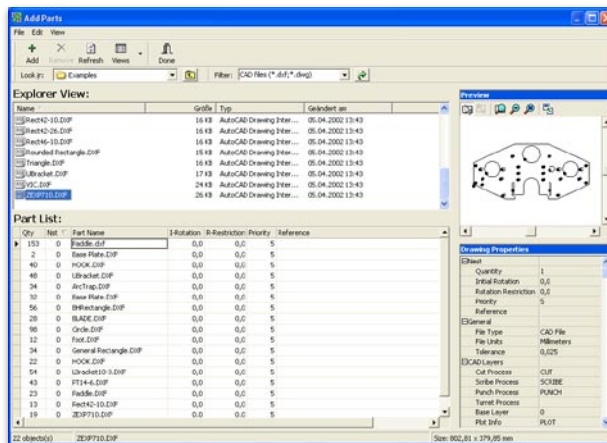 Add Parts
File Edit View
Add Remove Refresh Views Done
Look in: Examples Filter: CAD files (*.dxf;*.dwg)
Explorer View:
Name Größe Typ Geändert am
Rect42-10.DXF 16 KB AutoCAD Drawing Inter... 05.04.2002 13:43
Rect42-26.DXF 16 KB AutoCAD Drawing Inter... 05.04.2002 13:43
Rect46-10.DXF 16 KB AutoCAD Drawing Inter... 05.04.2002 13:43
Rounded Rectangle.DXF 15 KB AutoCAD Drawing Inter... 05.04.2002 13:43
Triangle.DXF 16 KB AutoCAD Drawing Inter... 05.04.2002 13:43
UBracket.DXF 17 KB AutoCAD Drawing Inter... 05.04.2002 13:43
VIC.DXF 24 KB AutoCAD Drawing Inter... 05.04.2002 13:43
ZEXP710.DXF 26 KB AutoCAD Drawing Inter... 05.04.2002 13:43
Part List:
Qty Nst Part Name I-Rotation R-Restriction Priority Reference
153 0 Paddle.dxf 0,0 0,0 5
2 0 Base Plate.DXF 0,0 0,0 5
40 0 HOOK.DXF 0,0 0,0 5
48 0 UBracket.DXF 0,0 0,0 5
34 0 ArcTrap.DXF 0,0 0,0 5
32 0 Base Plate.DXF 0,0 0,0 5
56 0 BHRectangle.DXF 0,0 0,0 5
28 0 BLADE.DXF 0,0 0,0 5
98 0 Circle.DXF 0,0 0,0 5
12 0 foot.DXF 0,0 0,0 5
34 0 General Rectangle.DXF 0,0 0,0 5
22 0 HOOK.DXF 0,0 0,0 5
54 0 UBracket10-3.DXF 0,0 0,0 5
43 0 FT14-6.DXF 0,0 0,0 5
23 0 Paddle.DXF 0,0 0,0 5
13 0 Rect42-10.DXF 0,0 0,0 5
19 0 ZEXP710.DXF 0,0 0,0 5
Preview
Drawing Properties
Nest
Quantity 1
Initial Rotation 0,0
Rotation Restriction 0,0
Priority 5
Reference
General
File Type CAD File
File Units Millimeters
Tolerance 0,025
CAD Layers
Cut Process CUT
Scribe Process SCRIBE
Punch Process PUNCH
Turret Process
Base Layer 0
Plot Info PLOT
22 objects(s) ZEXP710.DXF Size: 802,81 x 379,85 mm